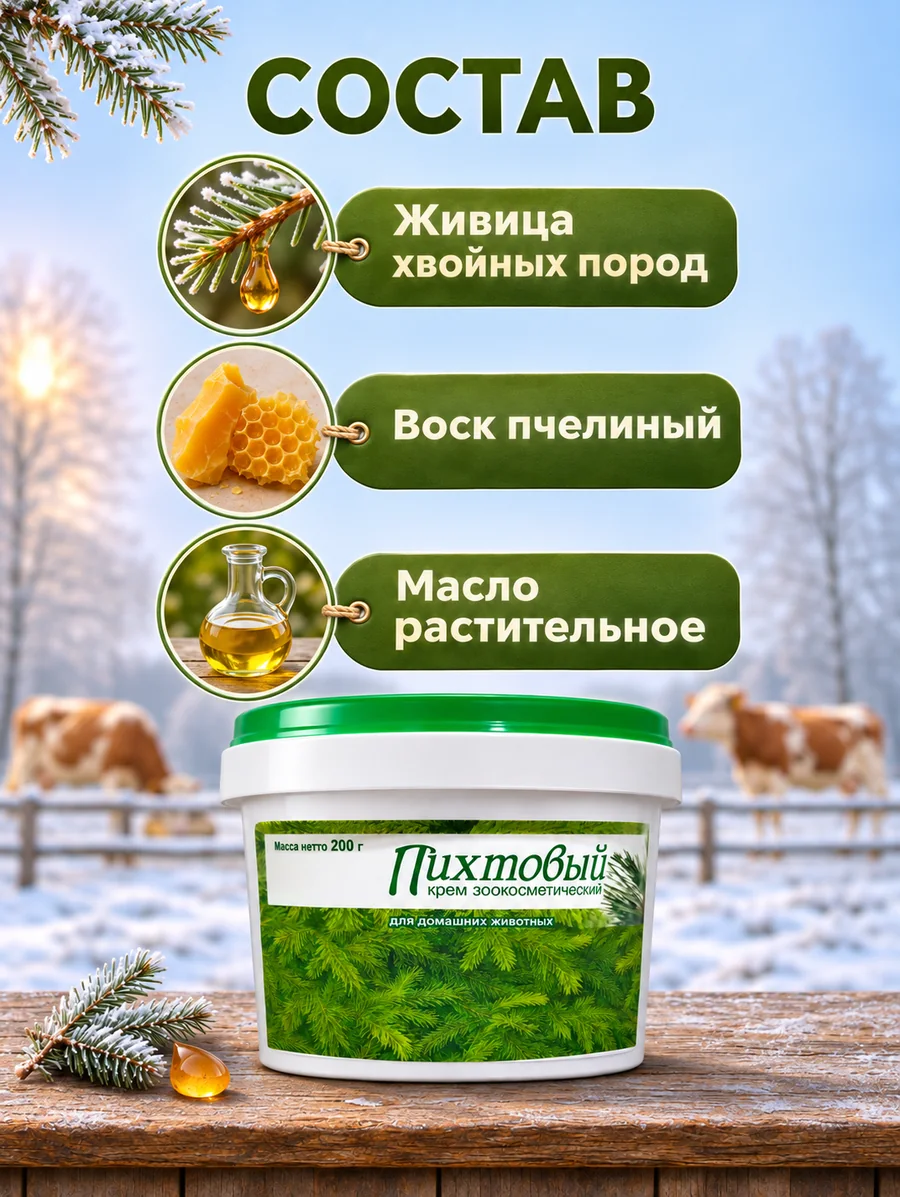 СОСТАВ
Живица
хвойных пород
Воск пчелиный
Масло
растительное
Масса нетто 200 г
Пихтовый
крем зоокосметический
для домашних животных